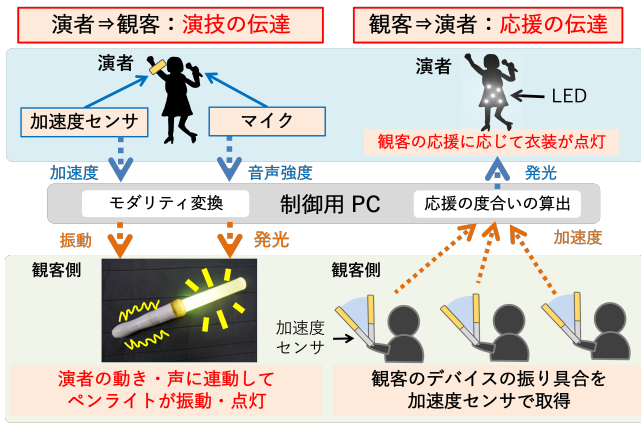 演者⇒観客：演技の伝達
観客⇒演者：応援の伝達
演者
加速度センサ
マイク
加速度
音声強度
演者
LED
観客の応援に応じて衣装が点灯
発光
モダリティ変換
制御用 PC
応援の度合いの算出
振動
発光
加速度
観客側
演者の動き・声に連動して
ペンライトが振動・点灯
観客側
加速度
センサ
観客のデバイスの振り具合を
加速度センサで取得